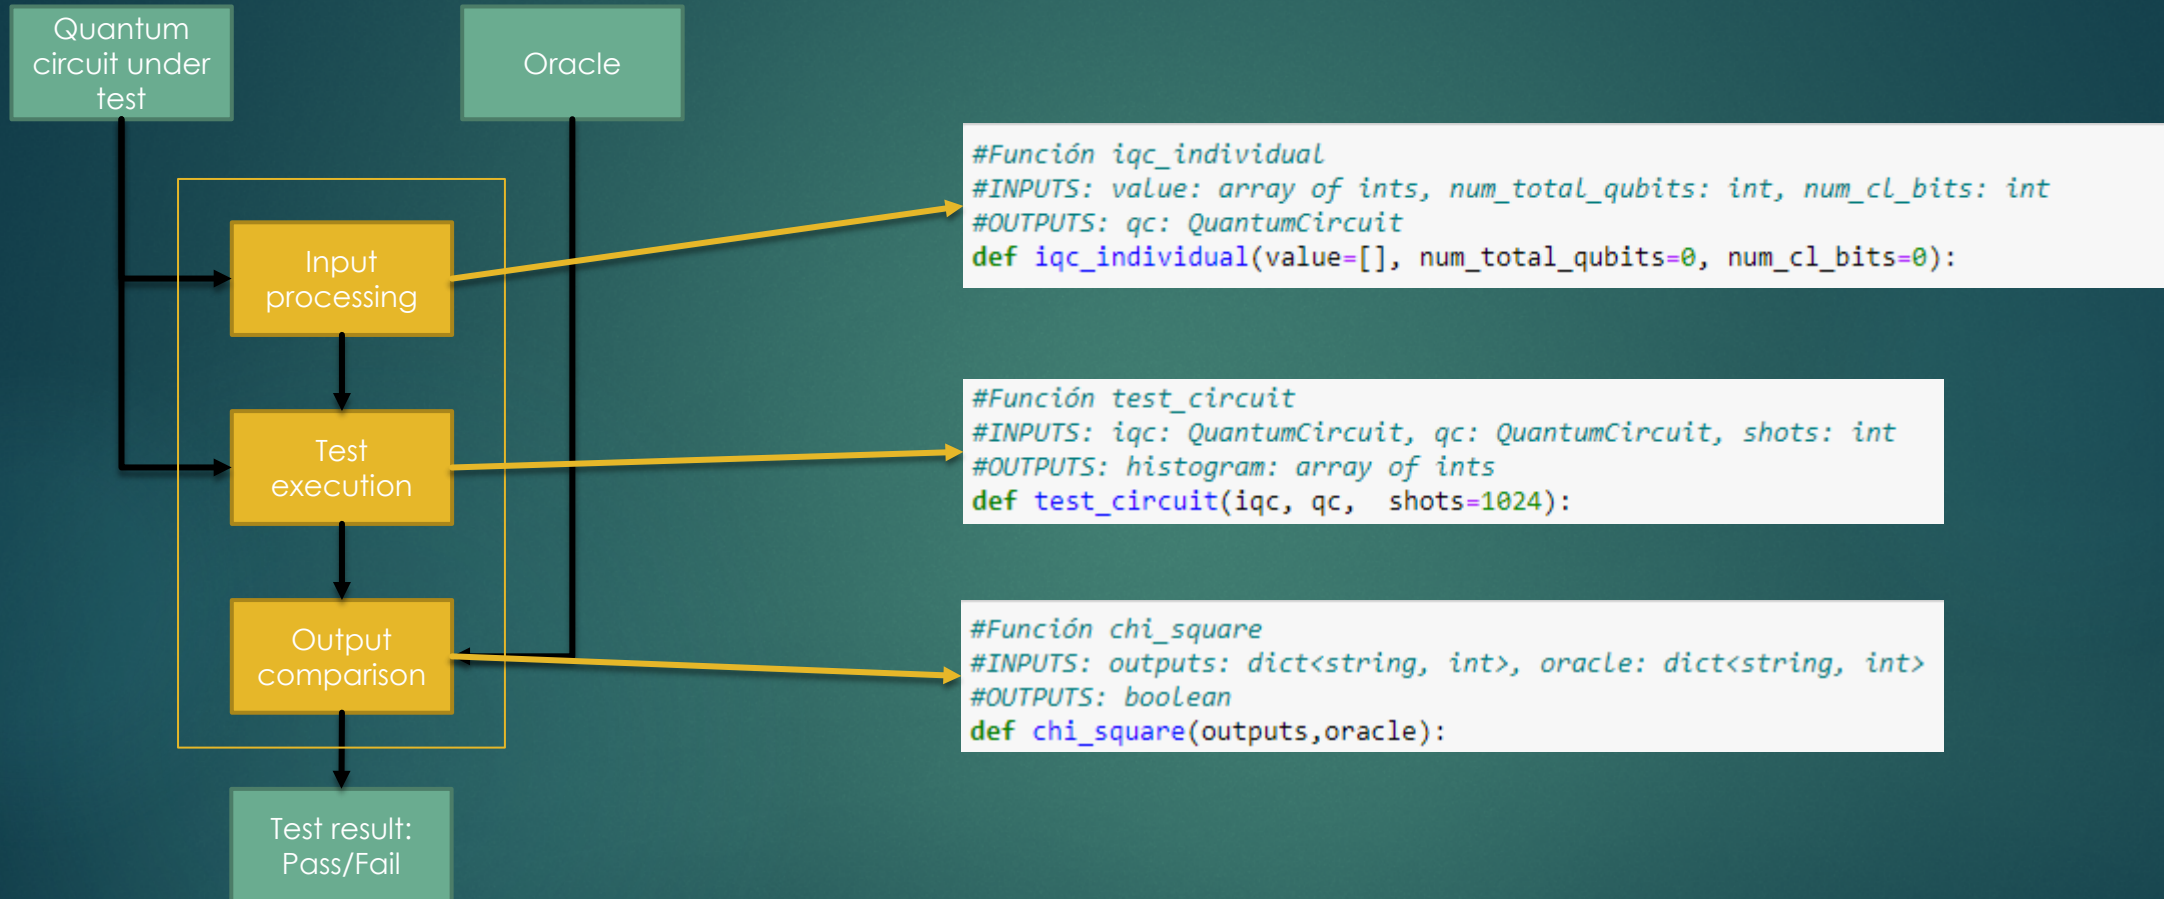 Quantum
circuit under
test
Oracle
Input
processing
Test
execution
Output
comparison
Test result:
Pass/Fail
#Función iqc_individual
#INPUTS: value: array of ints, num_total_qubits: int, num_cl_bits: int
#OUTPUTS: qc: QuantumCircuit
def iqc_individual(value=[], num_total_qubits=0, num_cl_bits=0):
#Función test_circuit
#INPUTS: iqc: QuantumCircuit, qc: QuantumCircuit, shots: int
#OUTPUTS: histogram: array of ints
def test_circuit(iqc, qc,  shots=1024):
#Función chi_square
#INPUTS: outputs: dict<string, int>, oracle: dict<string, int>
#OUTPUTS: boolean
def chi_square(outputs,oracle):